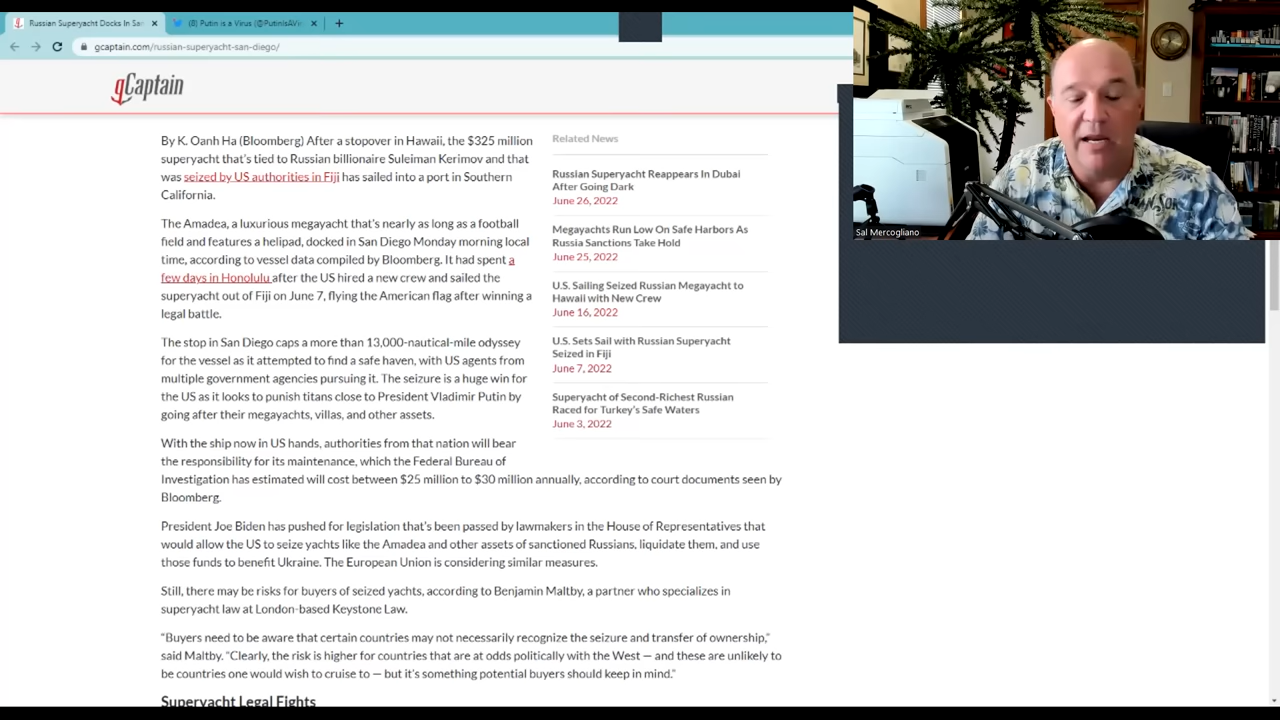 Russian Superyacht Docks In San
(8) Putin is a Virus (@PutinIsAVir
gcaptain.com/russian-superyacht-san-diego/
gCaptain
By K. Oanh Ha (Bloomberg) After a stopover in Hawaii, the $325 million
superyacht that's tied to Russian billionaire Suleiman Kerimov and that
was seized by US authorities in Fiji has sailed into a port in Southern
California.
The Amadea, a luxurious megayacht that's nearly as long as a football
field and features a helipad, docked in San Diego Monday morning local
time, according to vessel data compiled by Bloomberg. It had spent a
few days in Honolulu after the US hired a new crew and sailed the
superyacht out of Fiji on June 7, flying the American flag after winning a
legal battle.
The stop in San Diego caps a more than 13,000-nautical-mile odyssey
for the vessel as it attempted to find a safe haven, with US agents from
multiple government agencies pursuing it. The seizure is a huge win for
the US as it looks to punish titans close to President Vladimir Putin by
going after their megayachts, villas, and other assets.
With the ship now in US hands, authorities from that nation will bear
the responsibility for its maintenance, which the Federal Bureau of
Investigation has estimated will cost between $25 million to $30 million annually, according to court documents seen by
Bloomberg.
President Joe Biden has pushed for legislation that's been passed by lawmakers in the House of Representatives that
would allow the US to seize yachts like the Amadea and other assets of sanctioned Russians, liquidate them, and use
those funds to benefit Ukraine. The European Union is considering similar measures.
Still, there may be risks for buyers of seized yachts, according to Benjamin Maltby, a partner who specializes in
superyacht law at London-based Keystone Law.
"Buyers need to be aware that certain countries may not necessarily recognize the seizure and transfer of ownership,"
said Maltby. "Clearly, the risk is higher for countries that are at odds politically with the West — and these are unlikely to
be countries one would wish to cruise to — but it's something potential buyers should keep in mind."
Superyacht Legal Fights
Related News
Russian Superyacht Reappears In Dubai
After Going Dark
June 26, 2022
Megayachts Run Low On Safe Harbors As
Russia Sanctions Take Hold
June 25, 2022
U.S. Sailing Seized Russian Megayacht to
Hawaii with New Crew
June 16, 2022
U.S. Sets Sail with Russian Superyacht
Seized in Fiji
June 7, 2022
Superyacht of Second-Richest Russian
Raced for Turkey's Safe Waters
June 3, 2022
Sal Mercogliano